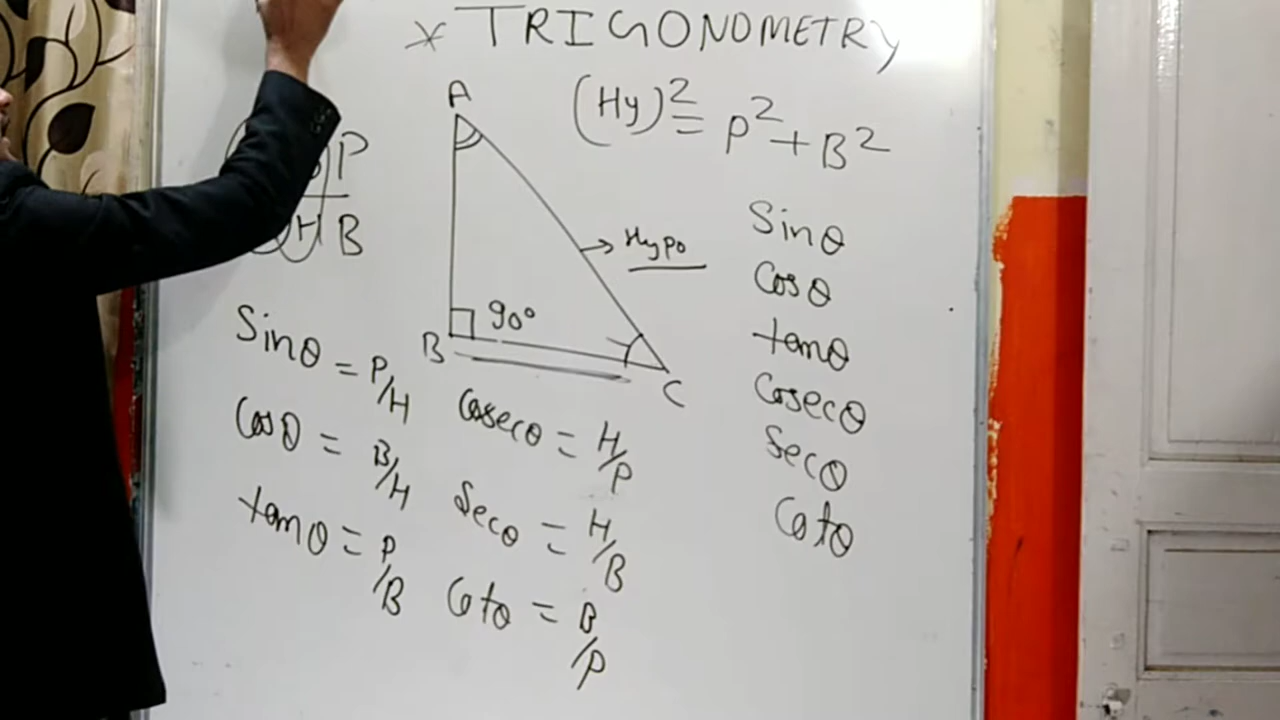 * TRIGONOMETRY
(Hy)² = P² + B²
A
P
H B
Hypo
90°
B
C
Sinθ = P/H
Cosθ = B/H
tanθ = P/B
Cosecθ = H/P
Secθ = H/B
Cotθ = B/P
Sinθ
Cosθ
tanθ
Cosecθ
Secθ
Cotθ